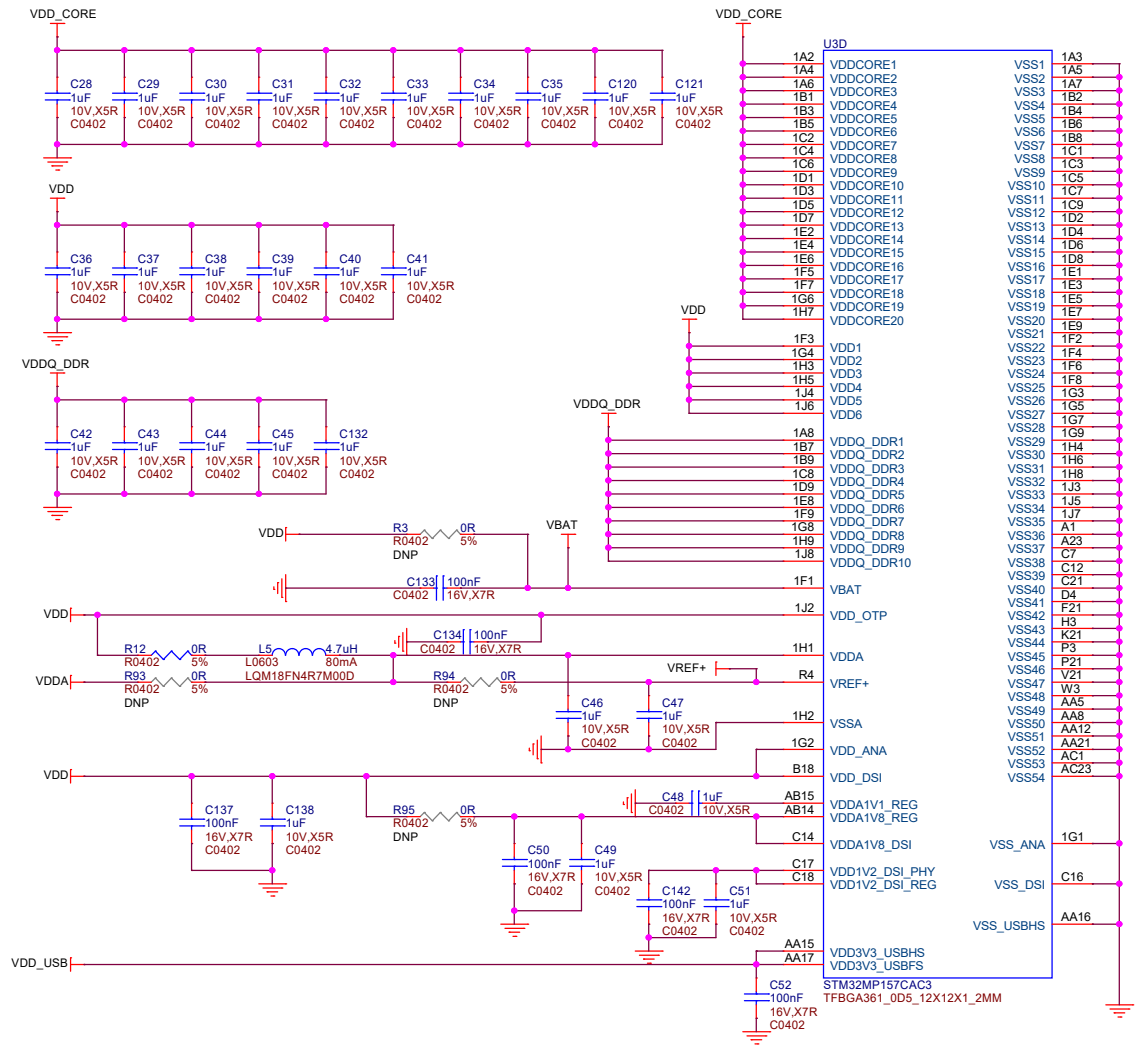 VDD_CORE
C28
1uF
10V,X5R
C0402
C29
1uF
10V,X5R
C0402
C30
1uF
10V,X5R
C0402
C31
1uF
10V,X5R
C0402
C32
1uF
10V,X5R
C0402
C33
1uF
10V,X5R
C0402
C34
1uF
10V,X5R
C0402
C35
1uF
10V,X5R
C0402
C120
1uF
10V,X5R
C0402
C121
1uF
10V,X5R
C0402
VDD
C36
1uF
10V,X5R
C0402
C37
1uF
10V,X5R
C0402
C38
1uF
10V,X5R
C0402
C39
1uF
10V,X5R
C0402
C40
1uF
10V,X5R
C0402
C41
1uF
10V,X5R
C0402
VDDQ_DDR
C42
1uF
10V,X5R
C0402
C43
1uF
10V,X5R
C0402
C44
1uF
10V,X5R
C0402
C45
1uF
10V,X5R
C0402
C132
1uF
10V,X5R
C0402
VDD
R3 0R
R0402 5%
DNP
VBAT
C133 100nF
C0402 16V,X7R
VDD
C134 100nF
C0402 16V,X7R
R12 0R
R0402 5%
L5 4.7uH
L0603 80mA
LQM18FN4R7M00D
VDDA
R93 0R
R0402 5%
DNP
R94 0R
R0402 5%
DNP
VREF+
C46
1uF
10V,X5R
C0402
C47
1uF
10V,X5R
C0402
VDD
C137
100nF
16V,X7R
C0402
C138
1uF
10V,X5R
C0402
R95 0R
R0402 5%
DNP
C48 1uF
C0402 10V,X5R
C50
100nF
16V,X7R
C0402
C49
1uF
10V,X5R
C0402
C142
100nF
16V,X7R
C0402
C51
1uF
10V,X5R
C0402
VDD_USB
C52
100nF
16V,X7R
C0402
VDD_CORE
VDD
VDDQ_DDR
U3D
1A2 VDDCORE1
1A4 VDDCORE2
1A6 VDDCORE3
1B1 VDDCORE4
1B3 VDDCORE5
1B5 VDDCORE6
1C2 VDDCORE7
1C4 VDDCORE8
1C6 VDDCORE9
1D1 VDDCORE10
1D3 VDDCORE11
1D5 VDDCORE12
1D7 VDDCORE13
1E2 VDDCORE14
1E4 VDDCORE15
1E6 VDDCORE16
1F5 VDDCORE17
1F7 VDDCORE18
1G6 VDDCORE19
1H7 VDDCORE20
1F3 VDD1
1G4 VDD2
1H3 VDD3
1H5 VDD4
1J4 VDD5
1J6 VDD6
1A8 VDDQ_DDR1
1B7 VDDQ_DDR2
1B9 VDDQ_DDR3
1C8 VDDQ_DDR4
1D9 VDDQ_DDR5
1E8 VDDQ_DDR6
1F9 VDDQ_DDR7
1G8 VDDQ_DDR8
1H9 VDDQ_DDR9
1J8 VDDQ_DDR10
1F1 VBAT
1J2 VDD_OTP
1H1 VDDA
R4 VREF+
1H2 VSSA
1G2 VDD_ANA
B18 VDD_DSI
AB15 VDDA1V1_REG
AB14 VDDA1V8_REG
C14 VDDA1V8_DSI
C17 VDD1V2_DSI_PHY
C18 VDD1V2_DSI_REG
AA15 VDD3V3_USBHS
AA17 VDD3V3_USBFS
VSS1 1A3
VSS2 1A5
VSS3 1A7
VSS4 1B2
VSS5 1B4
VSS6 1B6
VSS7 1B8
VSS8 1C1
VSS9 1C3
VSS10 1C5
VSS11 1C7
VSS12 1C9
VSS13 1D2
VSS14 1D4
VSS15 1D6
VSS16 1D8
VSS17 1E1
VSS18 1E3
VSS19 1E5
VSS20 1E7
VSS21 1E9
VSS22 1F2
VSS23 1F4
VSS24 1F6
VSS25 1F8
VSS26 1G3
VSS27 1G5
VSS28 1G7
VSS29 1G9
VSS30 1H4
VSS31 1H6
VSS32 1H8
VSS33 1J3
VSS34 1J5
VSS35 1J7
VSS36 A1
VSS37 A23
VSS38 C7
VSS39 C12
VSS40 C21
VSS41 D4
VSS42 F21
VSS43 H3
VSS44 K21
VSS45 P3
VSS46 P21
VSS47 V21
VSS48 W3
VSS49 AA5
VSS50 AA8
VSS51 AA12
VSS52 AA21
VSS53 AC1
VSS54 AC23
VSS_ANA 1G1
VSS_DSI C16
VSS_USBHS AA16
STM32MP157CAC3
TFBGA361_0D5_12X12X1_2MM